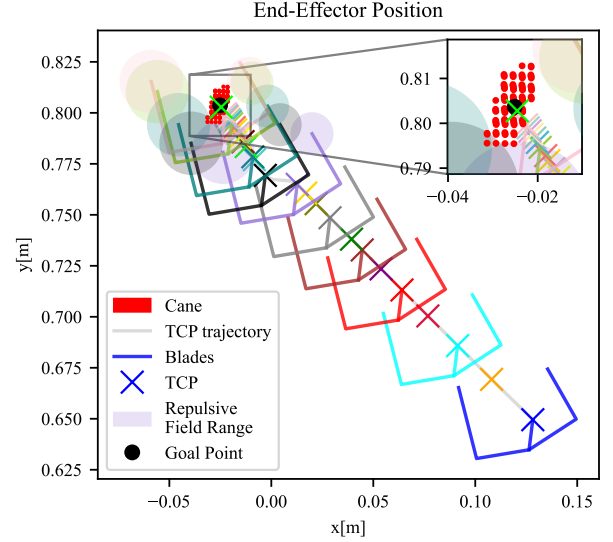 End-Effector Position
0.825
0.800
0.775
0.750
0.725
0.700
0.675
0.650
0.625
y[m]
0.81
0.80
0.79
−0.04
−0.02
Cane
TCP trajectory
Blades
TCP
Repulsive
Field Range
Goal Point
−0.05
0.00
0.05
0.10
0.15
x[m]